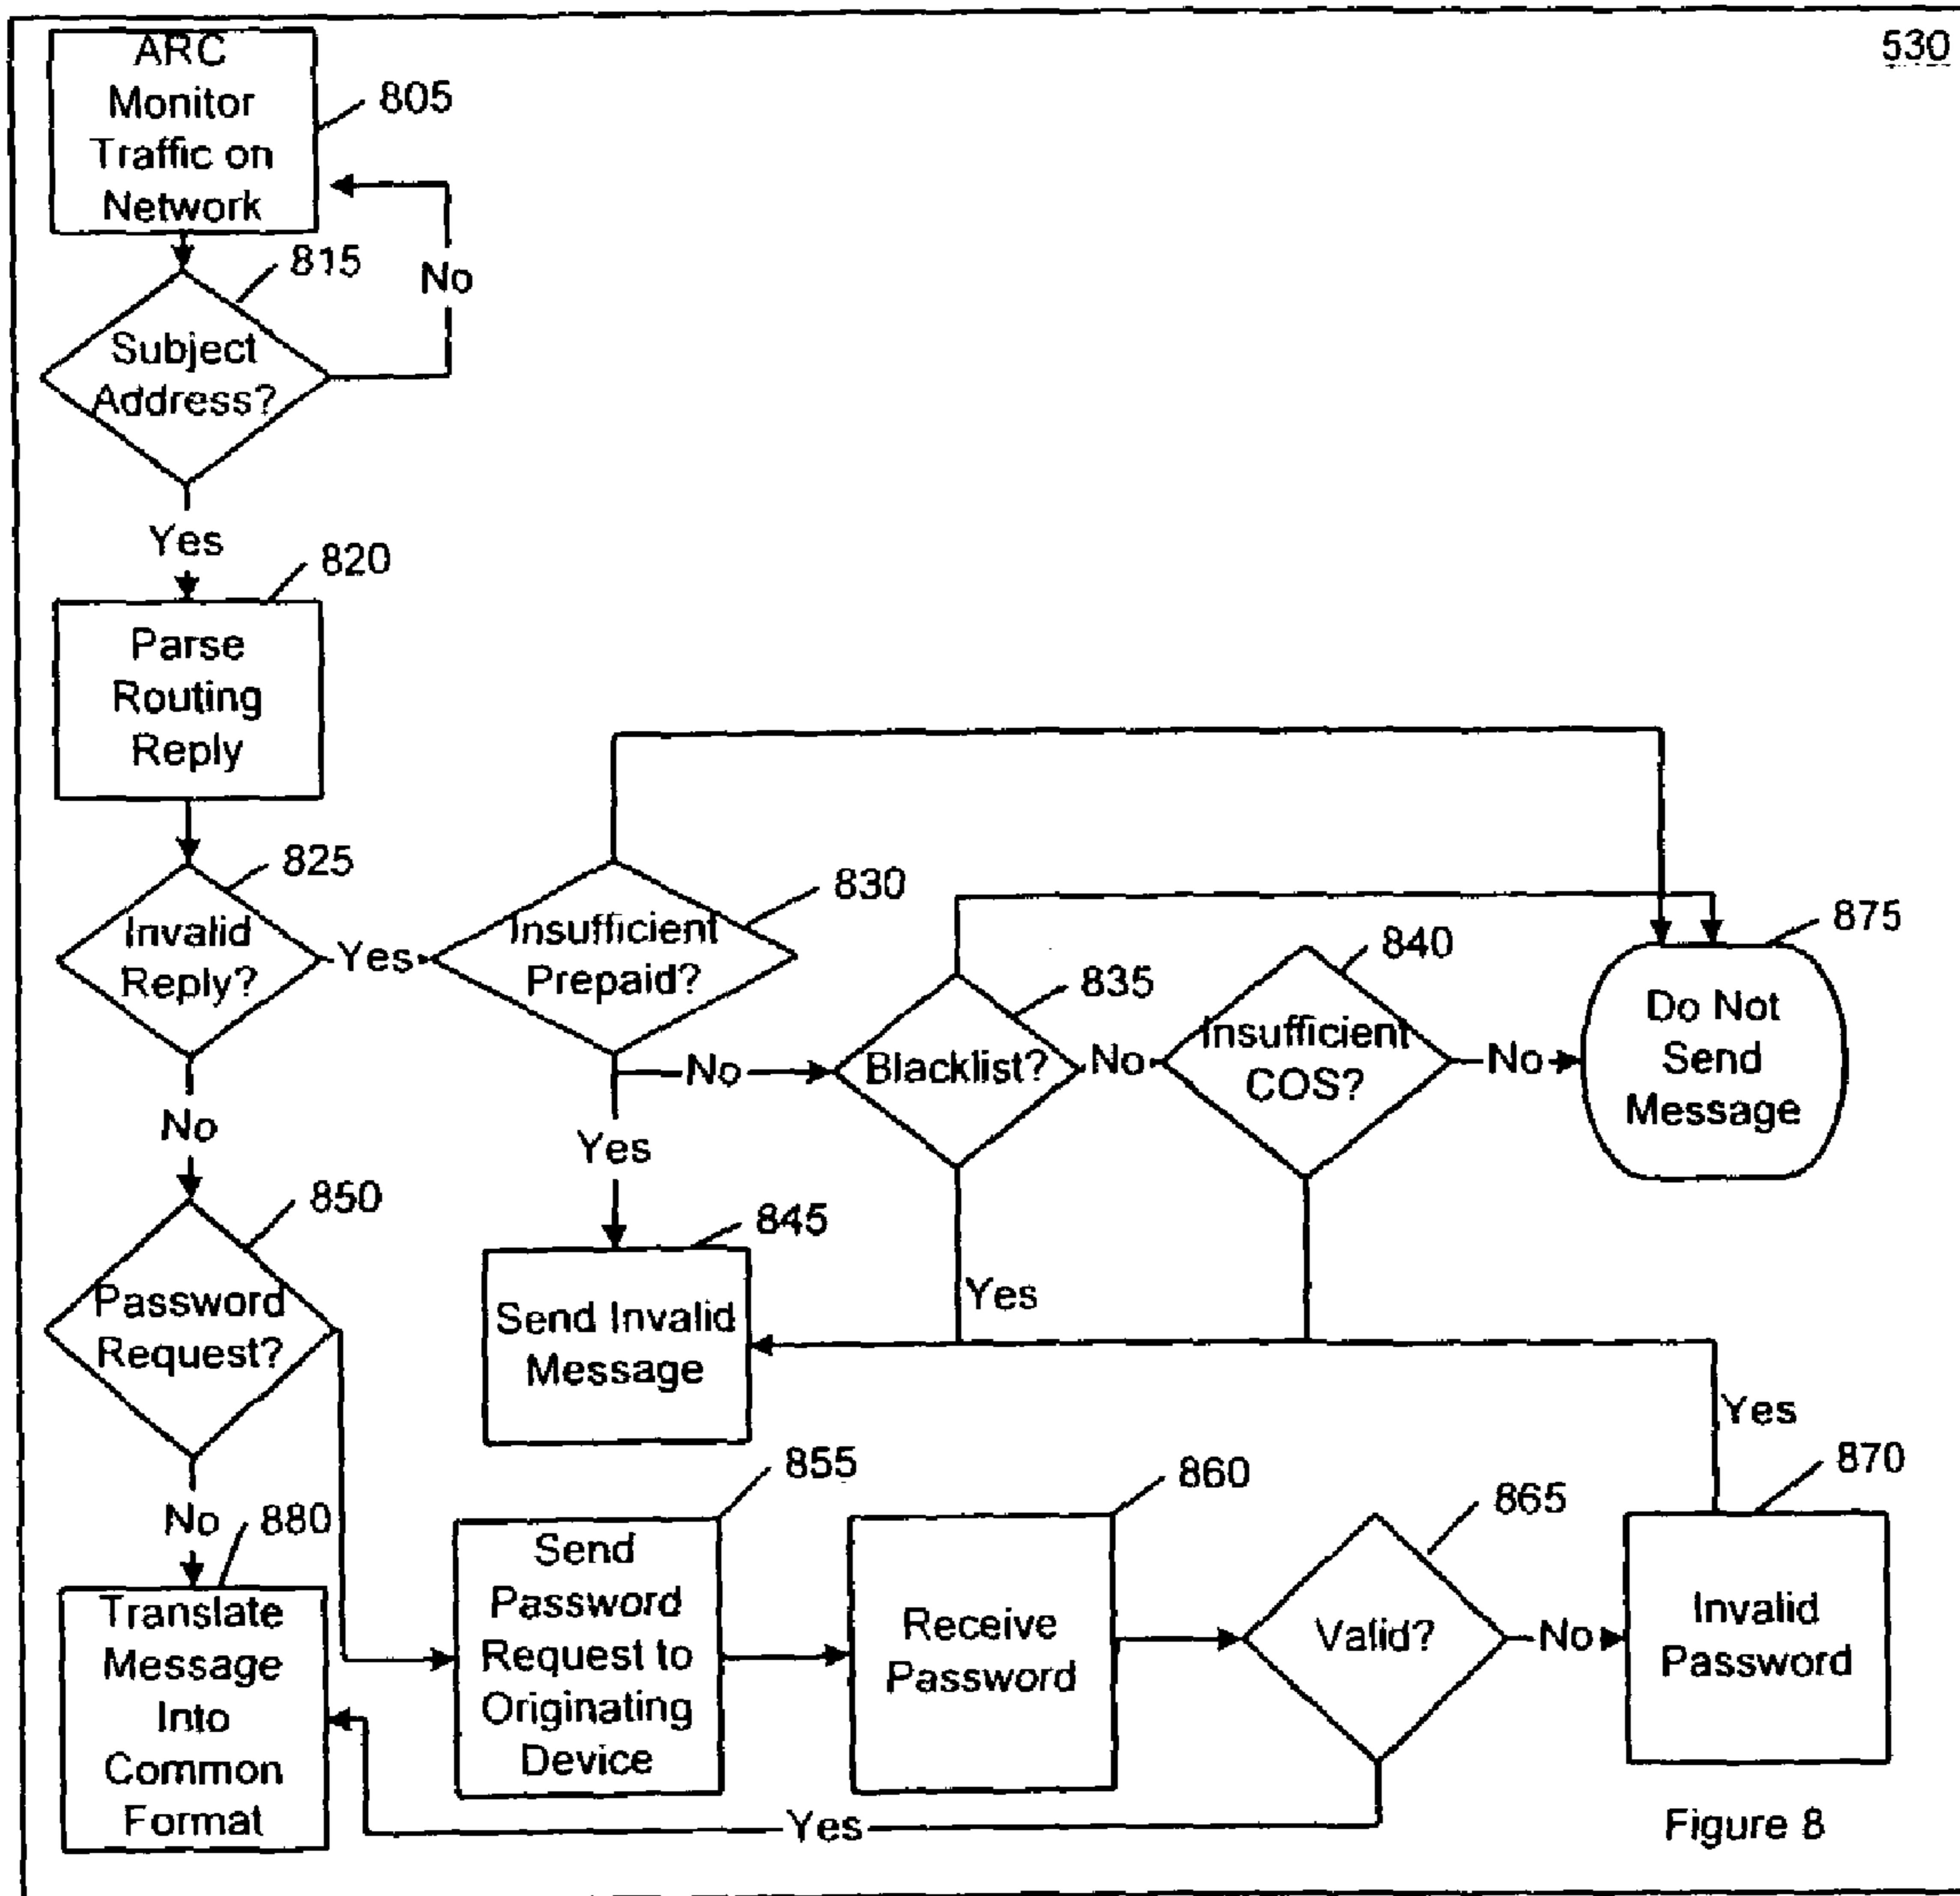 530
ARC
Monitor
Traffic on
Network
805
No
815
Subject
Address?
Yes
820
Parse
Routing
Reply
825
Invalid
Reply?
Yes
830
Insufficient
Prepaid?
835
Blacklist?
No
840
Insufficient
COS?
No
875
Do Not
Send
Message
No
Yes
No
850
Password
Request?
845
Send Invalid
Message
Yes
Yes
No
880
Translate
Message
Into
Common
Format
855
Send
Password
Request to
Originating
Device
860
Receive
Password
865
Valid?
No
870
Invalid
Password
Yes
Figure 8